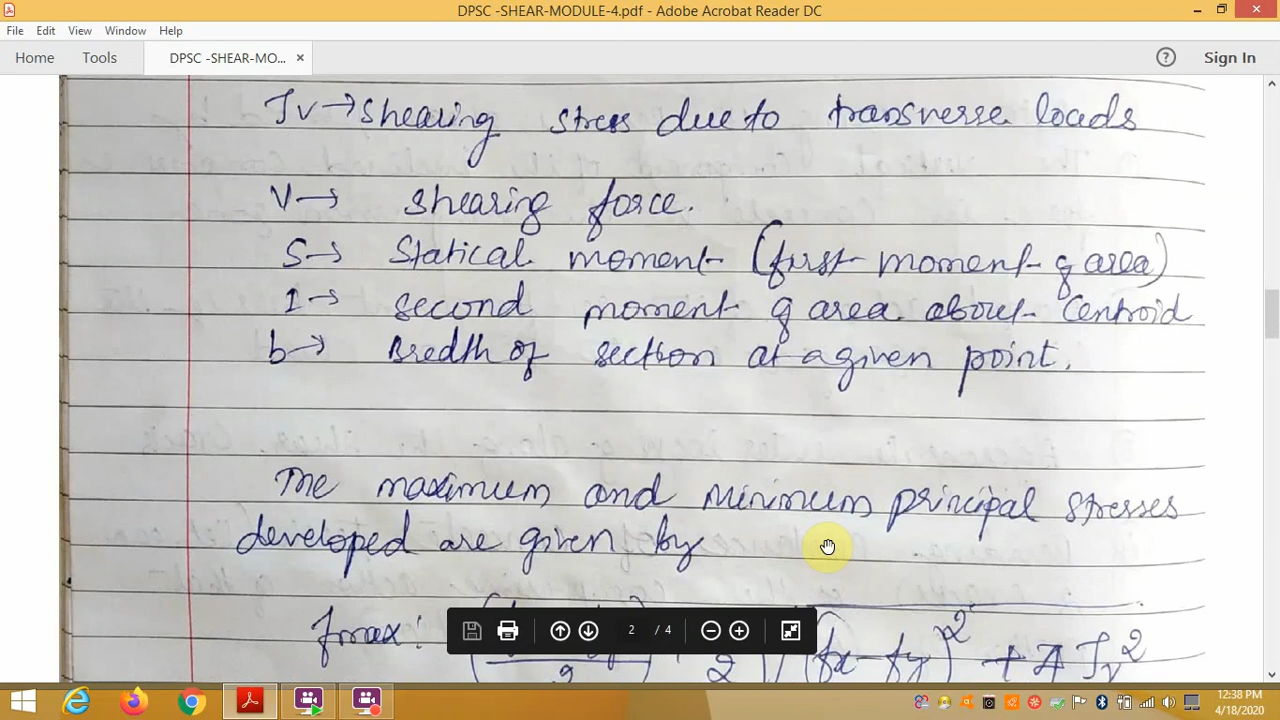 DPSC -SHEAR-MODULE-4.pdf - Adobe Acrobat Reader DC
File Edit View Window Help
Home Tools DPSC -SHEAR-MO... × ? Sign In
Tv → Shearing stress due to transverse loads
V → Shearing force.
S → Statical moment (first moment of area)
I → Second moment of area about Centroid
b → Bredth of section at a given point.
The maximum and minimum principal stresses
developed are given by
fmax:
2 / 4
12:38 PM
4/18/2020